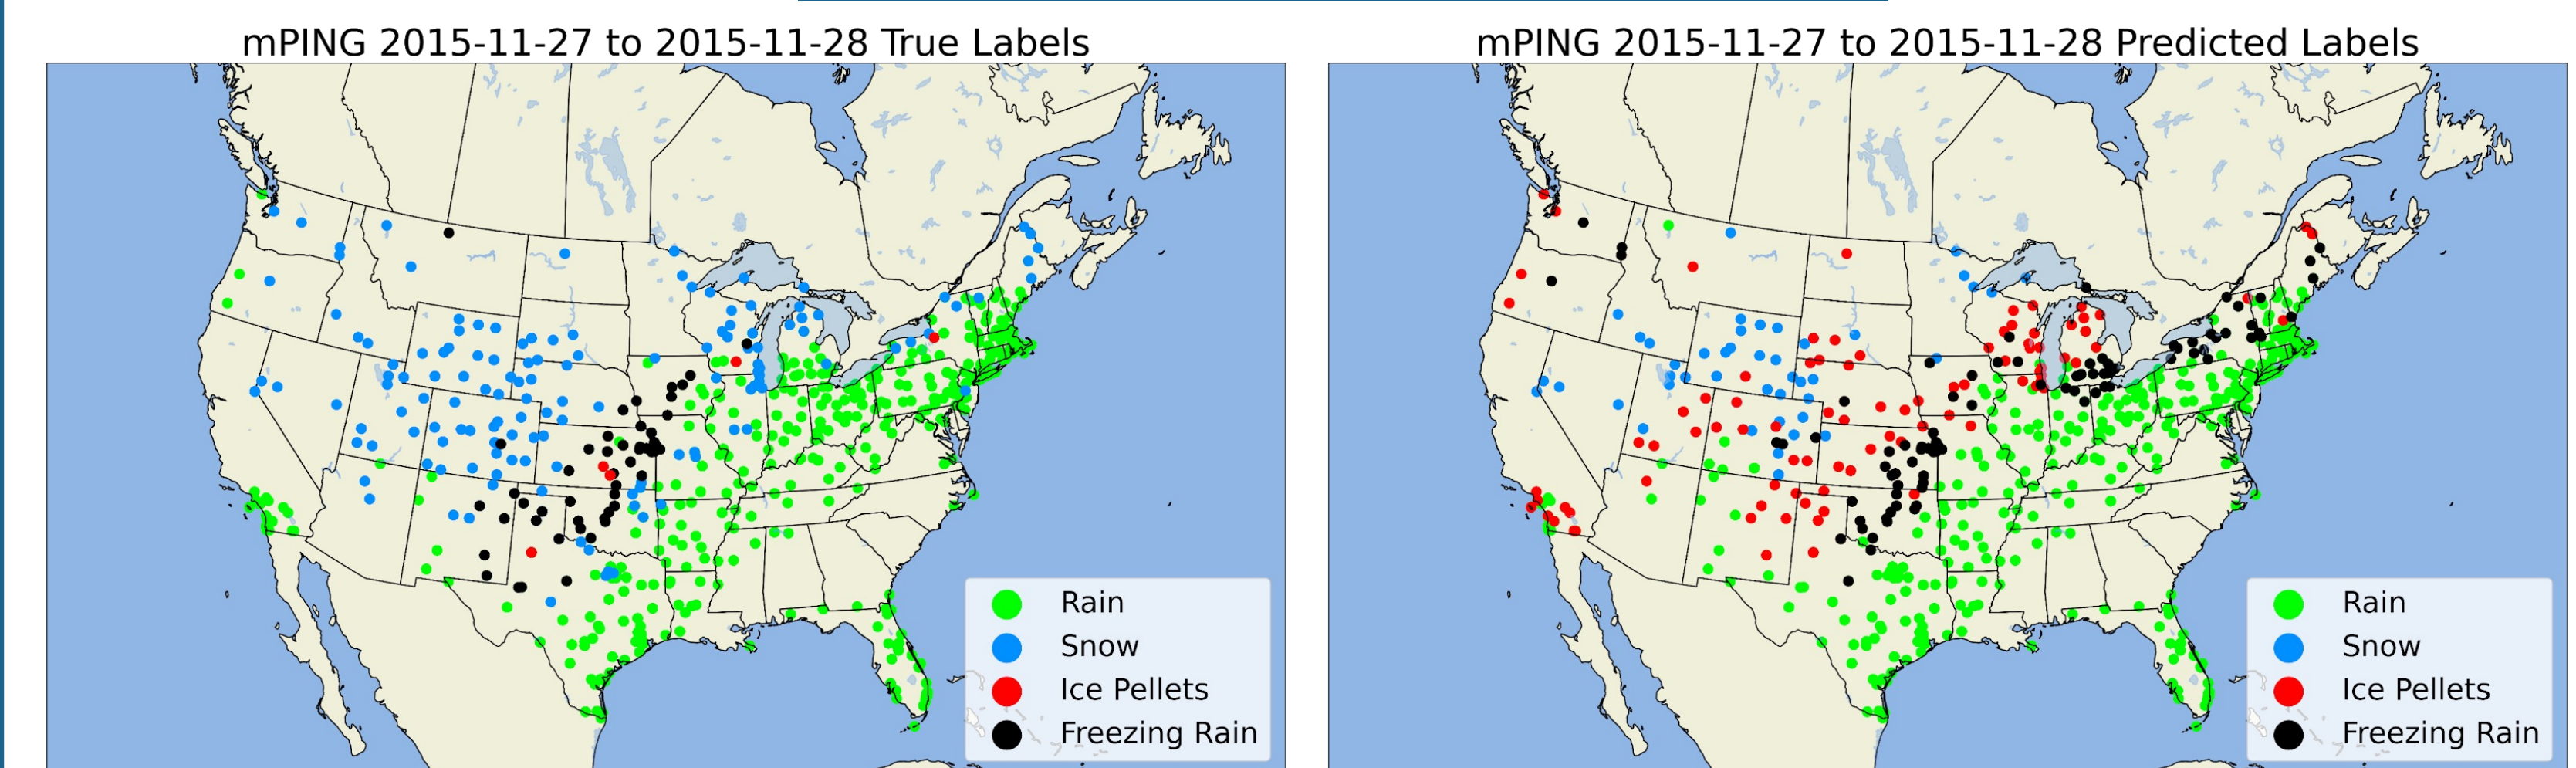 mPING 2015-11-27 to 2015-11-28 True Labels
Rain
Snow
Ice Pellets
Freezing Rain
mPING 2015-11-27 to 2015-11-28 Predicted Labels
Rain
Snow
Ice Pellets
Freezing Rain